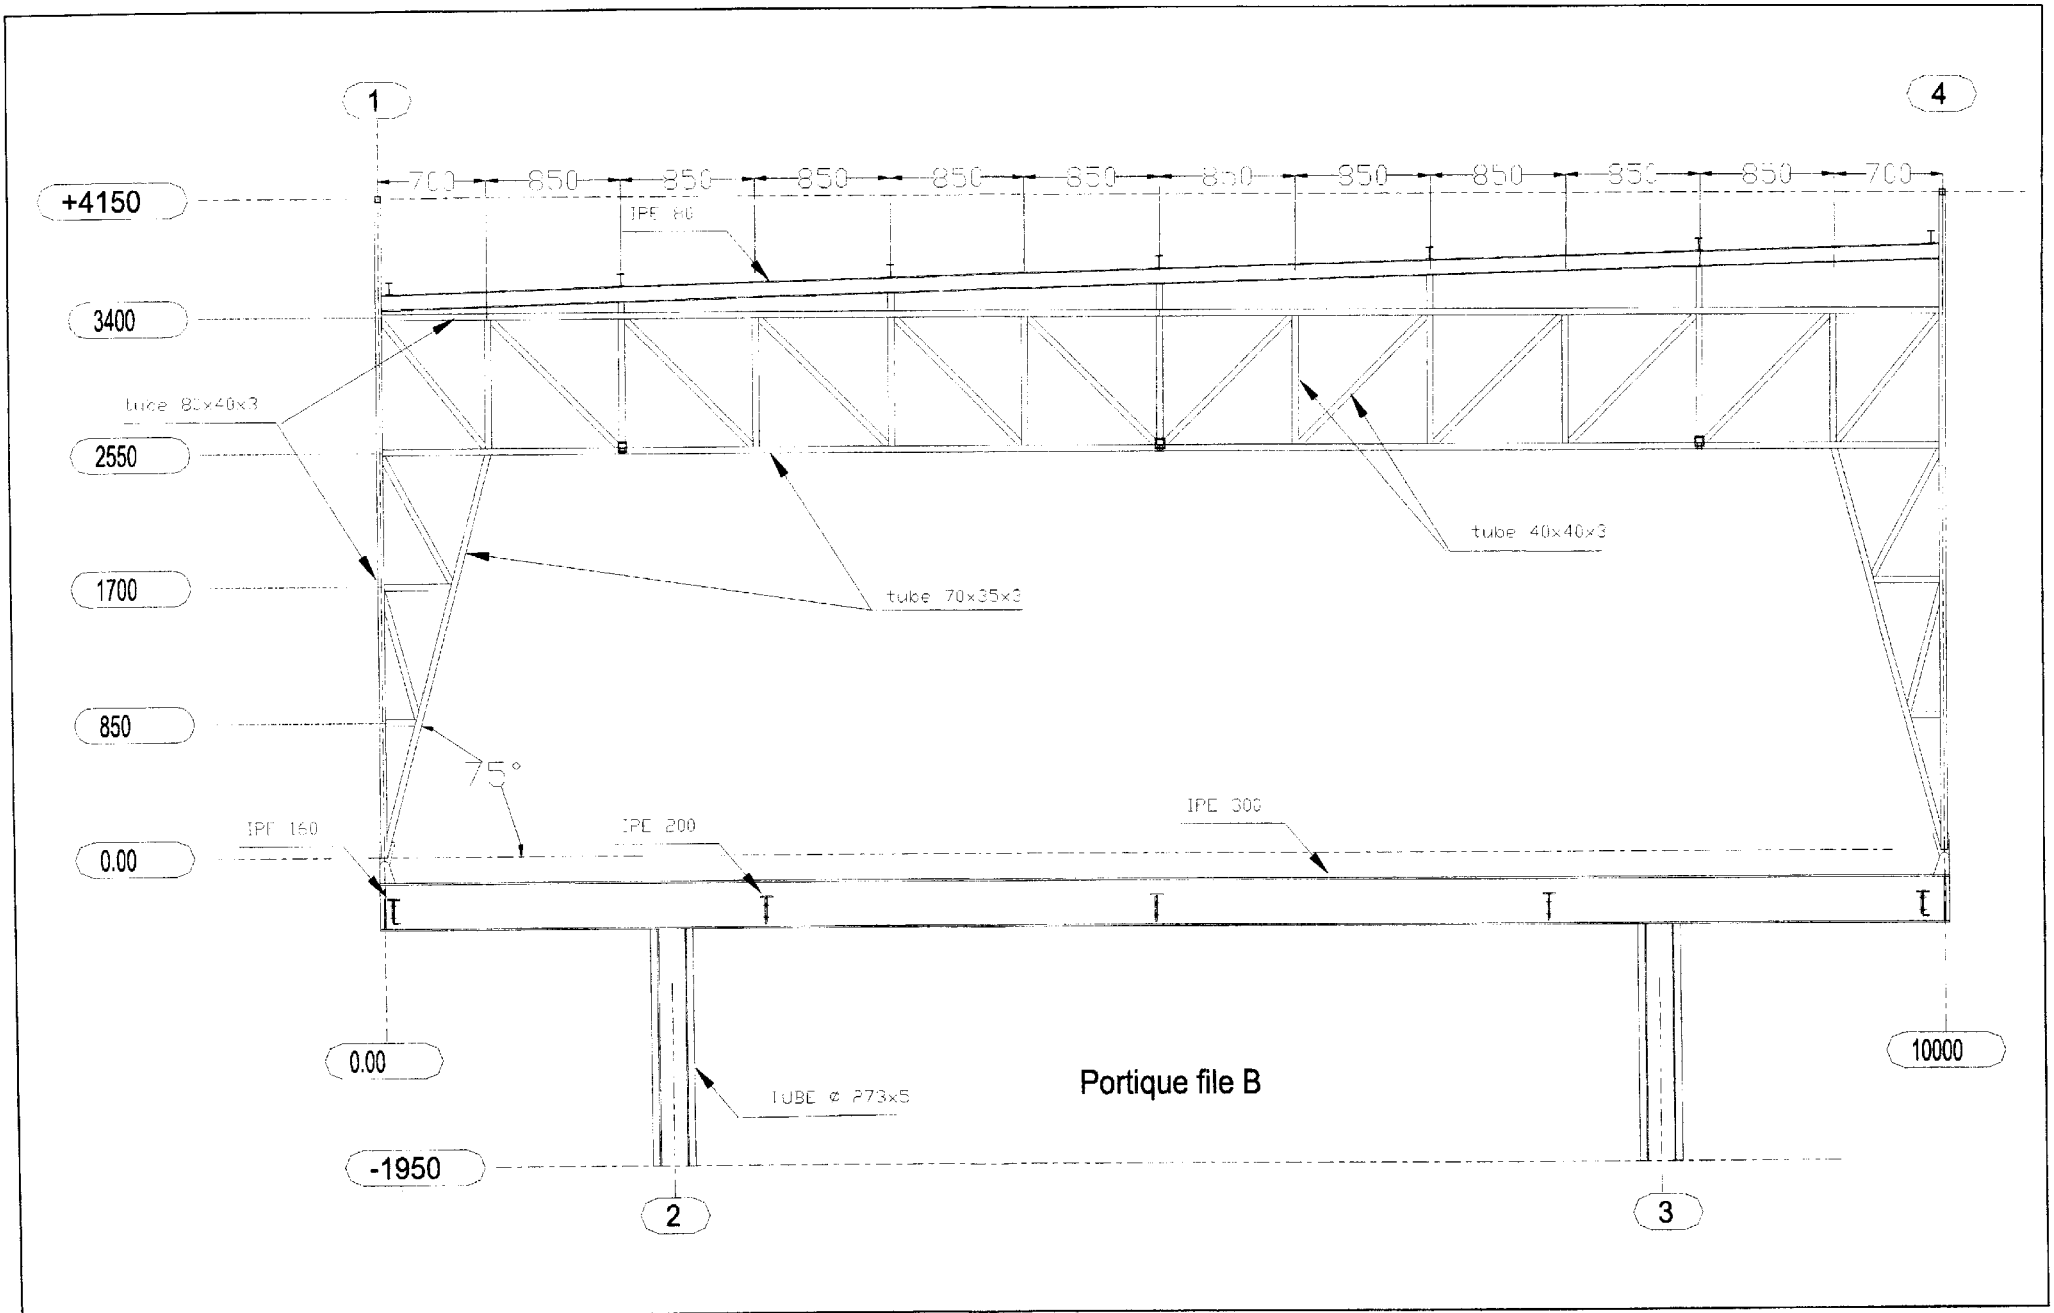 1
4
700 850 850 850 850 850 850 850 850 850 850 700
+4150
IPE 80
3400
tube 80x40x3
2550
tube 40x40x3
1700
tube 70x35x3
850
75°
IPE 160
IPE 200
IPE 300
0.00
0.00
10000
Portique file B
TUBE Ø 273x5
-1950
2
3